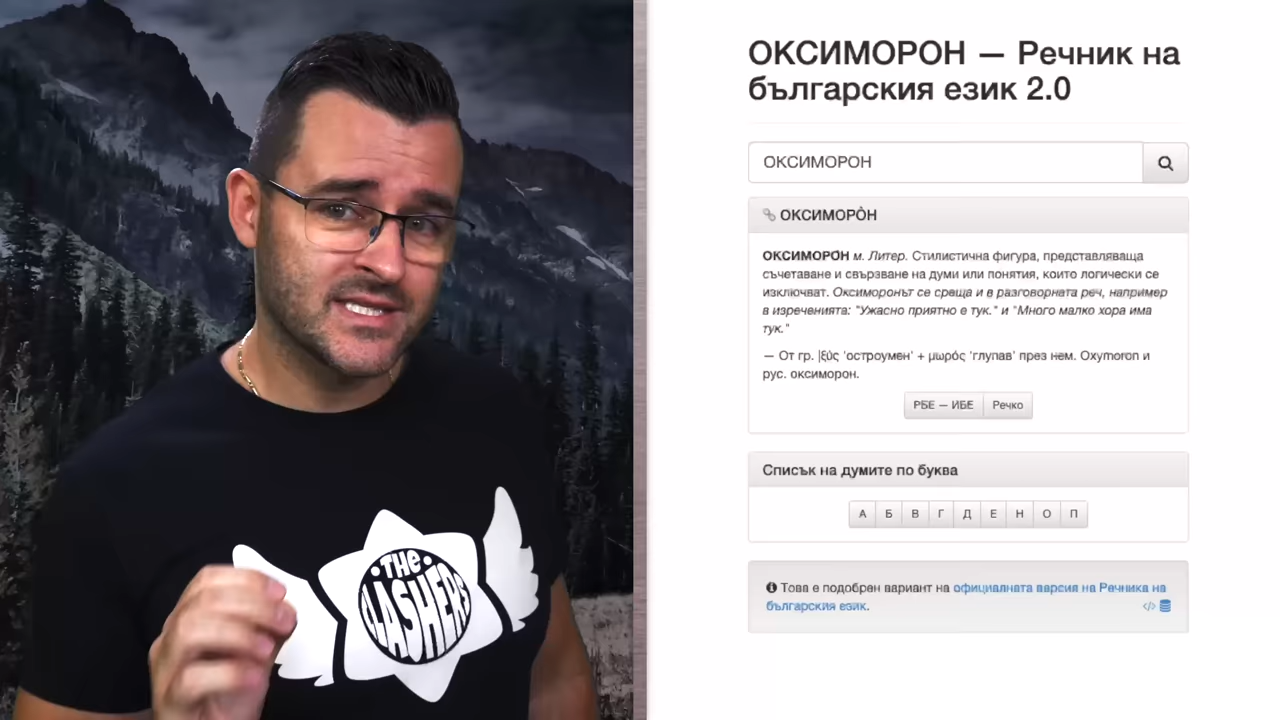 THE
CLASHERS
ОКСИМОРОН — Речник на
българския език 2.0
ОКСИМОРОН
ОКСИМОРО̀Н
ОКСИМОРО̀Н м. Литер. Стилистична фигура, представляваща
съчетаване и свързване на думи или понятия, които логически се
изключват. Оксиморонът се среща и в разговорната реч, например
в изреченията: "Ужасно приятно е тук." и "Много малко хора има
тук."
— От гр. |ξύς 'остроумен' + μωρός 'глупав' през нем. Oxymoron и
рус. оксиморон.
РБЕ — ИБЕ Речко
Списък на думите по буква
А Б В Г Д Е Н О П
Това е подобрен вариант на официалната версия на Речника на
български език.